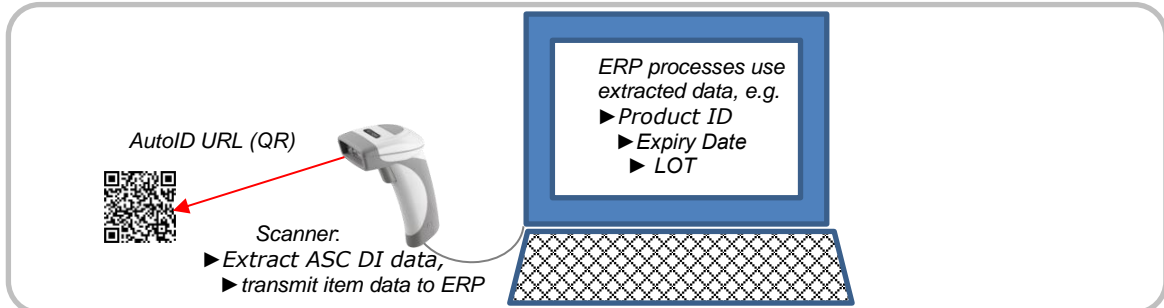 AutoID URL (QR)
Scanner:
►Extract ASC DI data,
►transmit item data to ERP
ERP processes use
extracted data, e.g.
►Product ID
►Expiry Date
► LOT